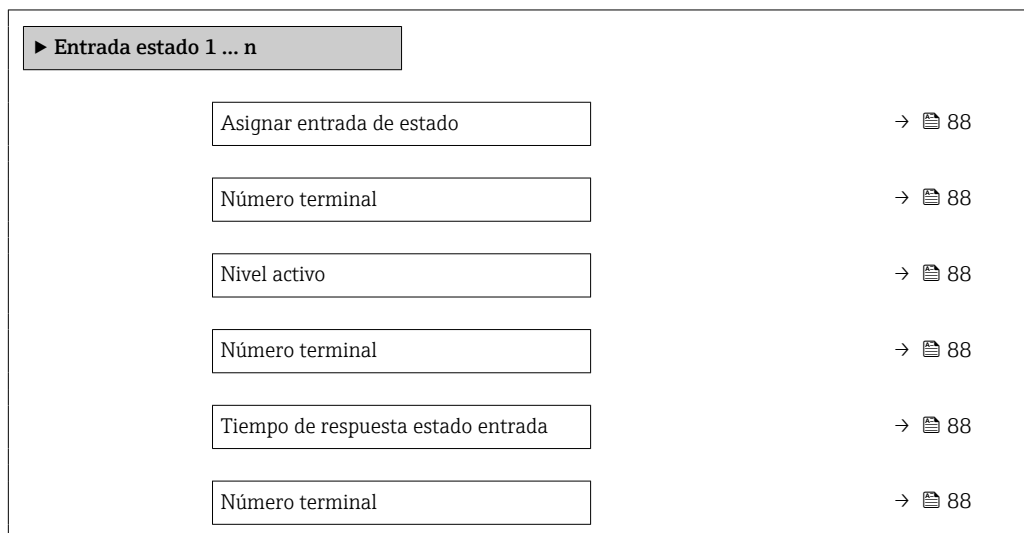 ▶ Entrada estado 1 … n
Asignar entrada de estado → 88
Número terminal → 88
Nivel activo → 88
Número terminal → 88
Tiempo de respuesta estado entrada → 88
Número terminal → 88